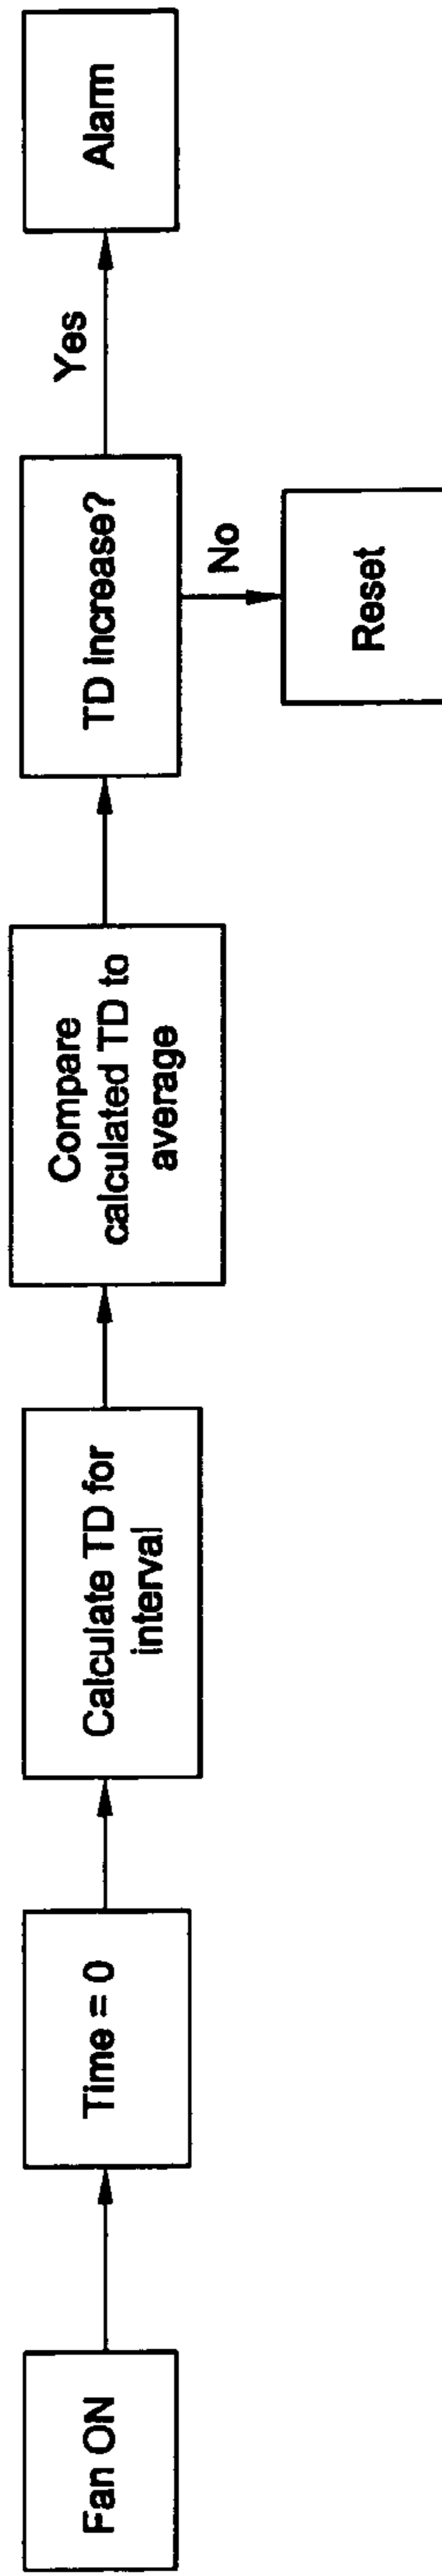 Fan ON
Time = 0
Calculate TD for
interval
Compare
calculated TD to
average
TD increase?
Yes
Alarm
No
Reset